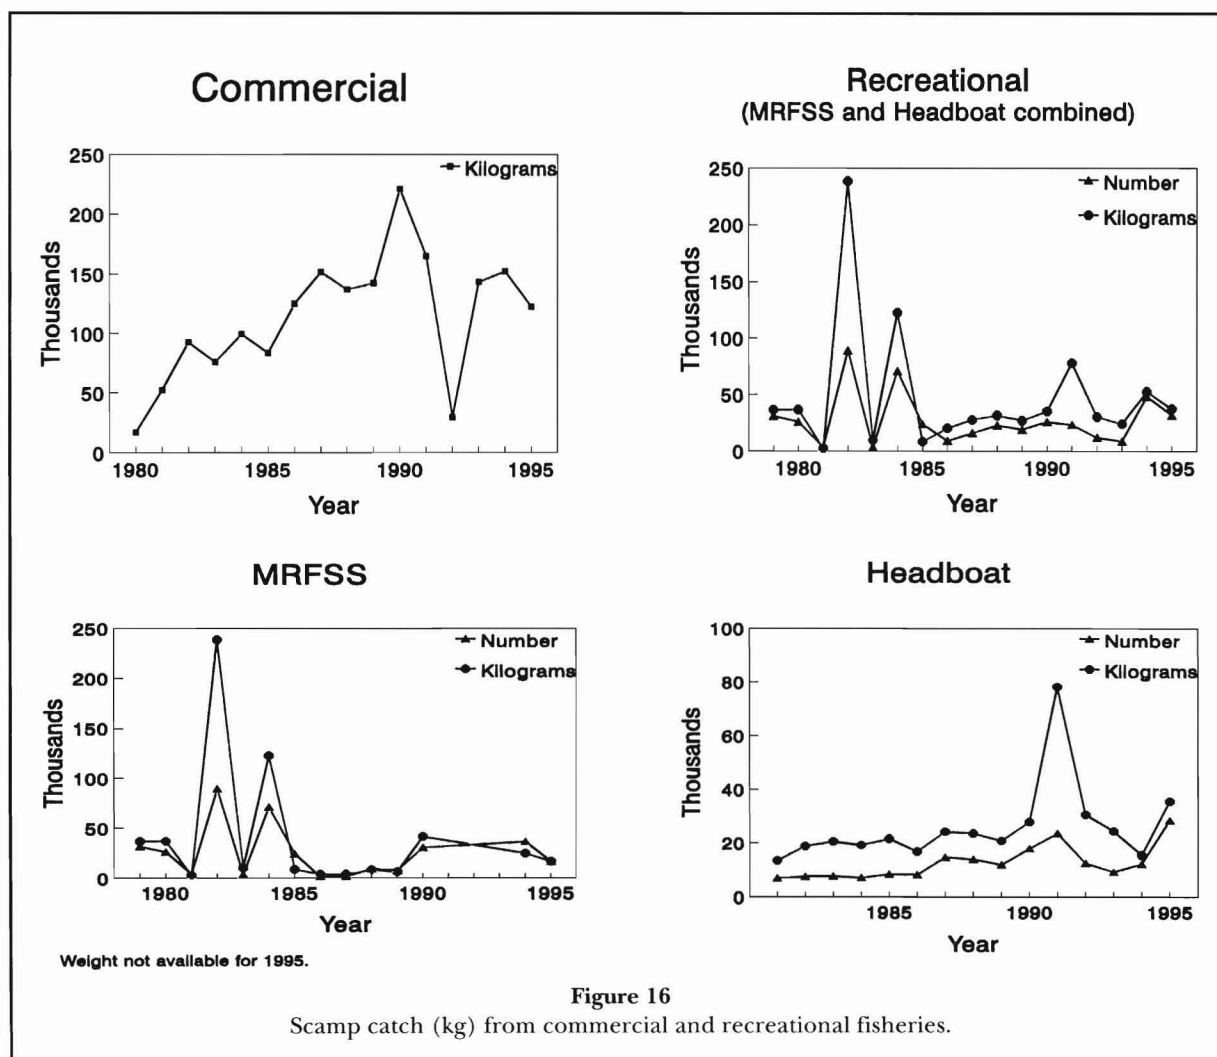 Commercial
250
200
150
100
50
0
Thousands
Kilograms
1980 1985 1990 1995
Year
Recreational
(MRFSS and Headboat combined)
250
200
150
100
50
0
Thousands
Number
Kilograms
1980 1985 1990 1995
Year
MRFSS
250
200
150
100
50
0
Thousands
Number
Kilograms
1980 1985 1990 1995
Year
Weight not available for 1995.
Headboat
100
80
60
40
20
0
Thousands
Number
Kilograms
1985 1990 1995
Year
Figure 16
Scamp catch (kg) from commercial and recreational fisheries.